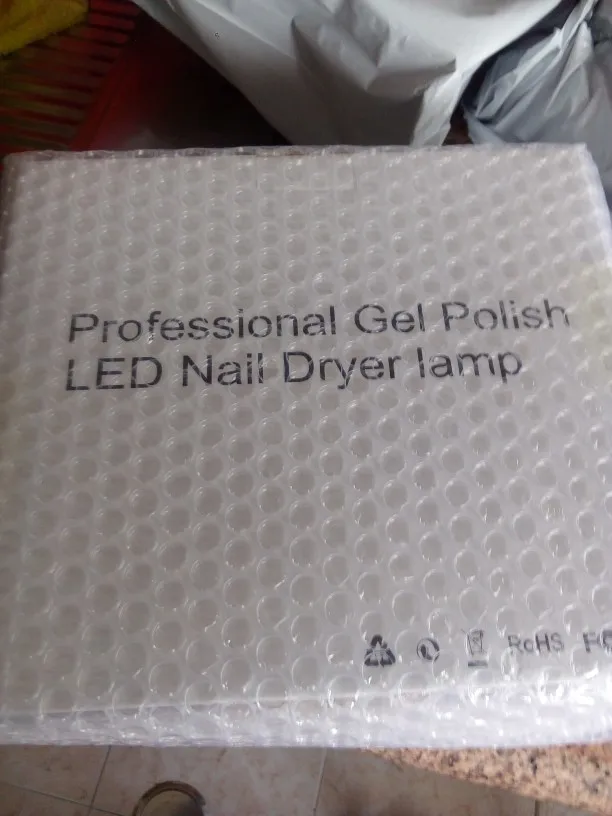 Professional Gel Polish
LED Nail Dryer lamp
RoHS